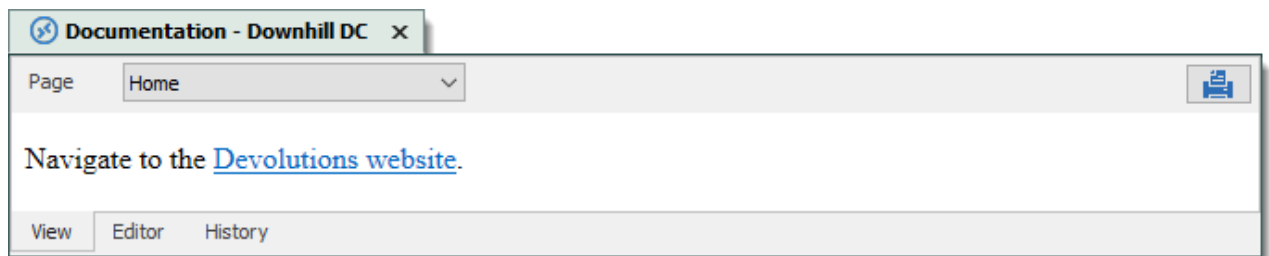 Documentation - Downhill DC
Page Home
Navigate to the Devolutions website.
View Editor History